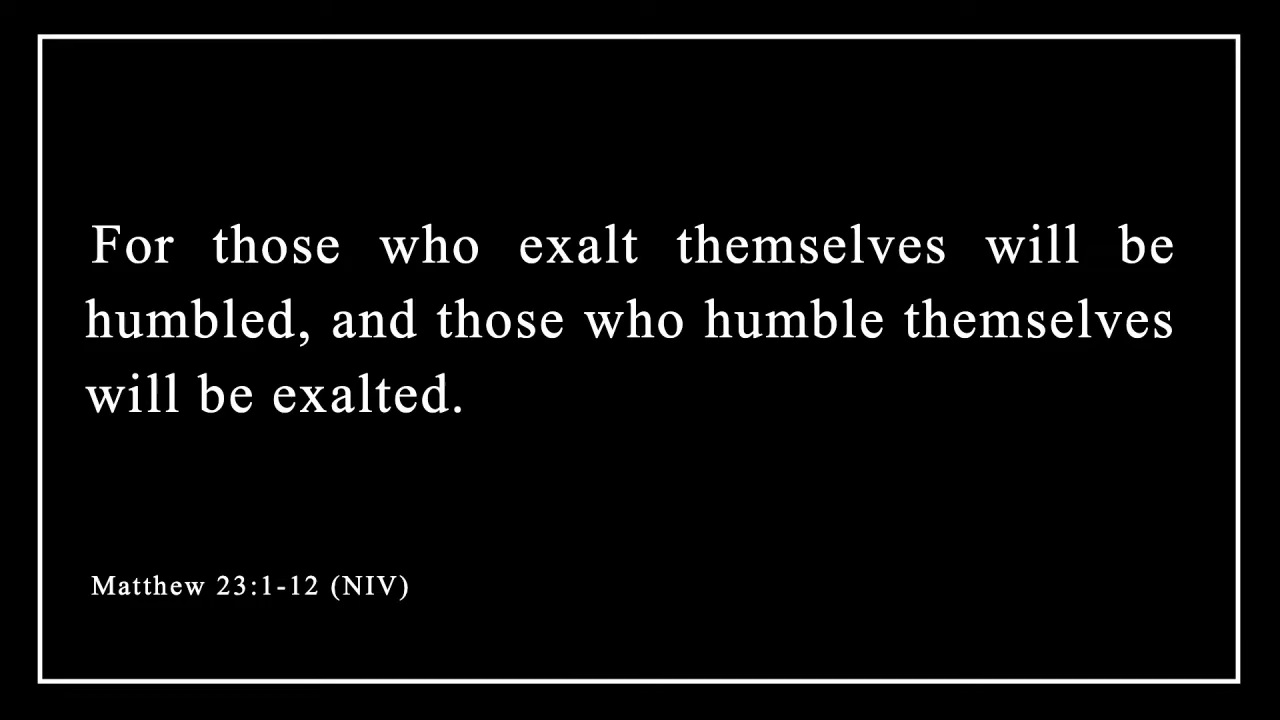 For those who exalt themselves will be
humbled, and those who humble themselves
will be exalted.
Matthew 23:1-12 (NIV)